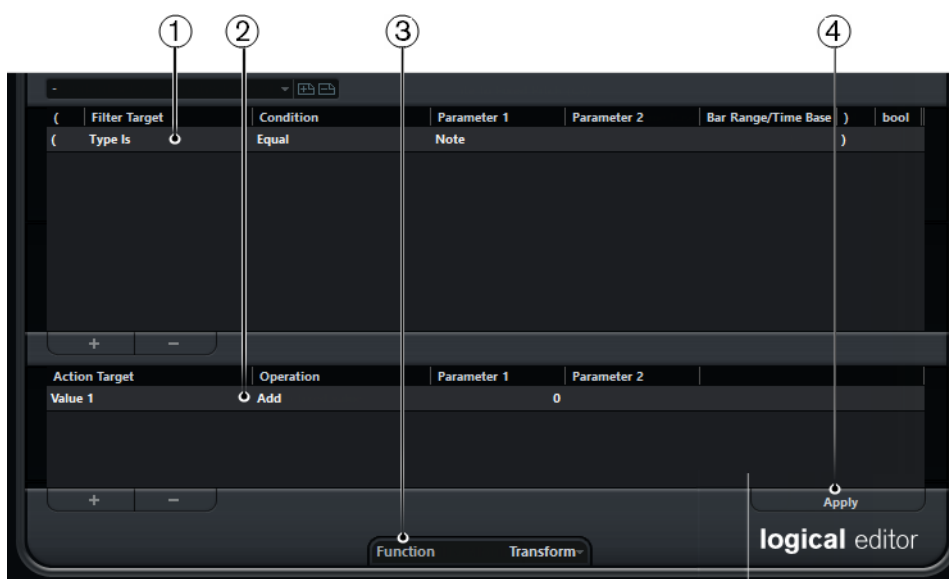 1 2 3 4
-
( Filter Target Condition Parameter 1 Parameter 2 Bar Range/Time Base ) bool
( Type Is Equal Note )
+ −
Action Target Operation Parameter 1 Parameter 2
Value 1 Add 0
+ −
Apply
Function Transform
logical editor